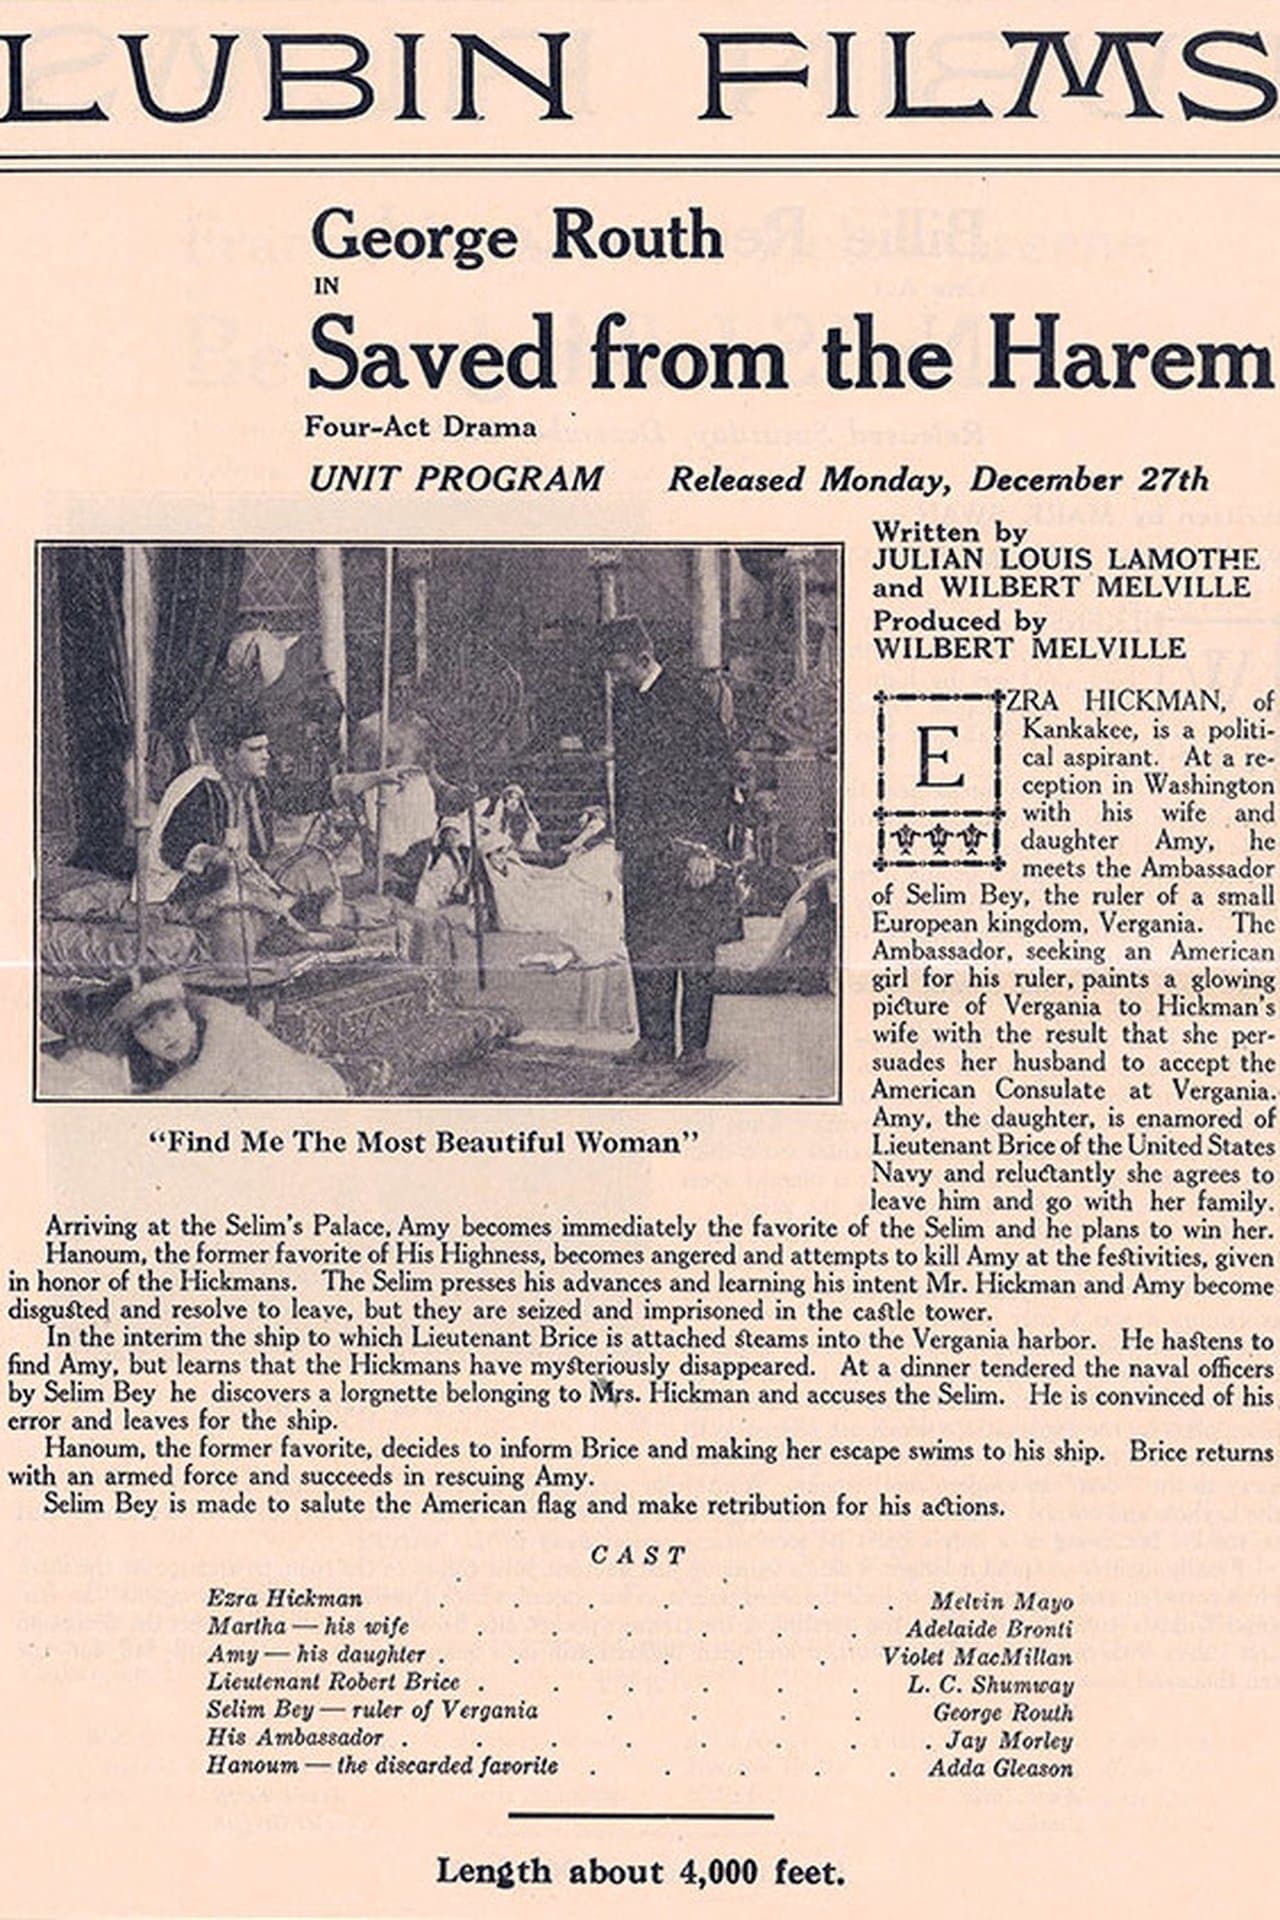 LUBIN FILMS
George Routh
IN
Saved from the Harem
Four-Act Drama
UNIT PROGRAM Released Monday, December 27th
Written by
JULIAN LOUIS LAMOTHE
and WILBERT MELVILLE
Produced by
WILBERT MELVILLE
EZRA HICKMAN, of
Kankakee, is a politi-
cal aspirant. At a re-
ception in Washington
with his wife and
daughter Amy, he
meets the Ambassador
of Selim Bey, the ruler of a small
European kingdom, Vergania. The
Ambassador, seeking an American
girl for his ruler, paints a glowing
picture of Vergania to Hickman's
wife with the result that she per-
suades her husband to accept the
American Consulate at Vergania.
Amy, the daughter, is enamored of
Lieutenant Brice of the United States
Navy and reluctantly she agrees to
leave him and go with her family.
"Find Me The Most Beautiful Woman"
Arriving at the Selim's Palace, Amy becomes immediately the favorite of the Selim and he plans to win her.
Hanoum, the former favorite of His Highness, becomes angered and attempts to kill Amy at the festivities, given
in honor of the Hickmans. The Selim presses his advances and learning his intent Mr. Hickman and Amy become
disgusted and resolve to leave, but they are seized and imprisoned in the castle tower.
In the interim the ship to which Lieutenant Brice is attached steams into the Vergania harbor. He hastens to
find Amy, but learns that the Hickmans have mysteriously disappeared. At a dinner tendered the naval officers
by Selim Bey he discovers a lorgnette belonging to Mrs. Hickman and accuses the Selim. He is convinced of his
error and leaves for the ship.
Hanoum, the former favorite, decides to inform Brice and making her escape swims to his ship. Brice returns
with an armed force and succeeds in rescuing Amy.
Selim Bey is made to salute the American flag and make retribution for his actions.
CAST
Ezra Hickman . . . . . . . Melvin Mayo
Martha — his wife . . . . . . Adelaide Bronti
Amy — his daughter . . . . . . Violet MacMillan
Lieutenant Robert Brice . . . . . . L. C. Shumway
Selim Bey — ruler of Vergania . . . . George Routh
His Ambassador . . . . . . . . Jay Morley
Hanoum — the discarded favorite . . . . . Adda Gleason
Length about 4,000 feet.